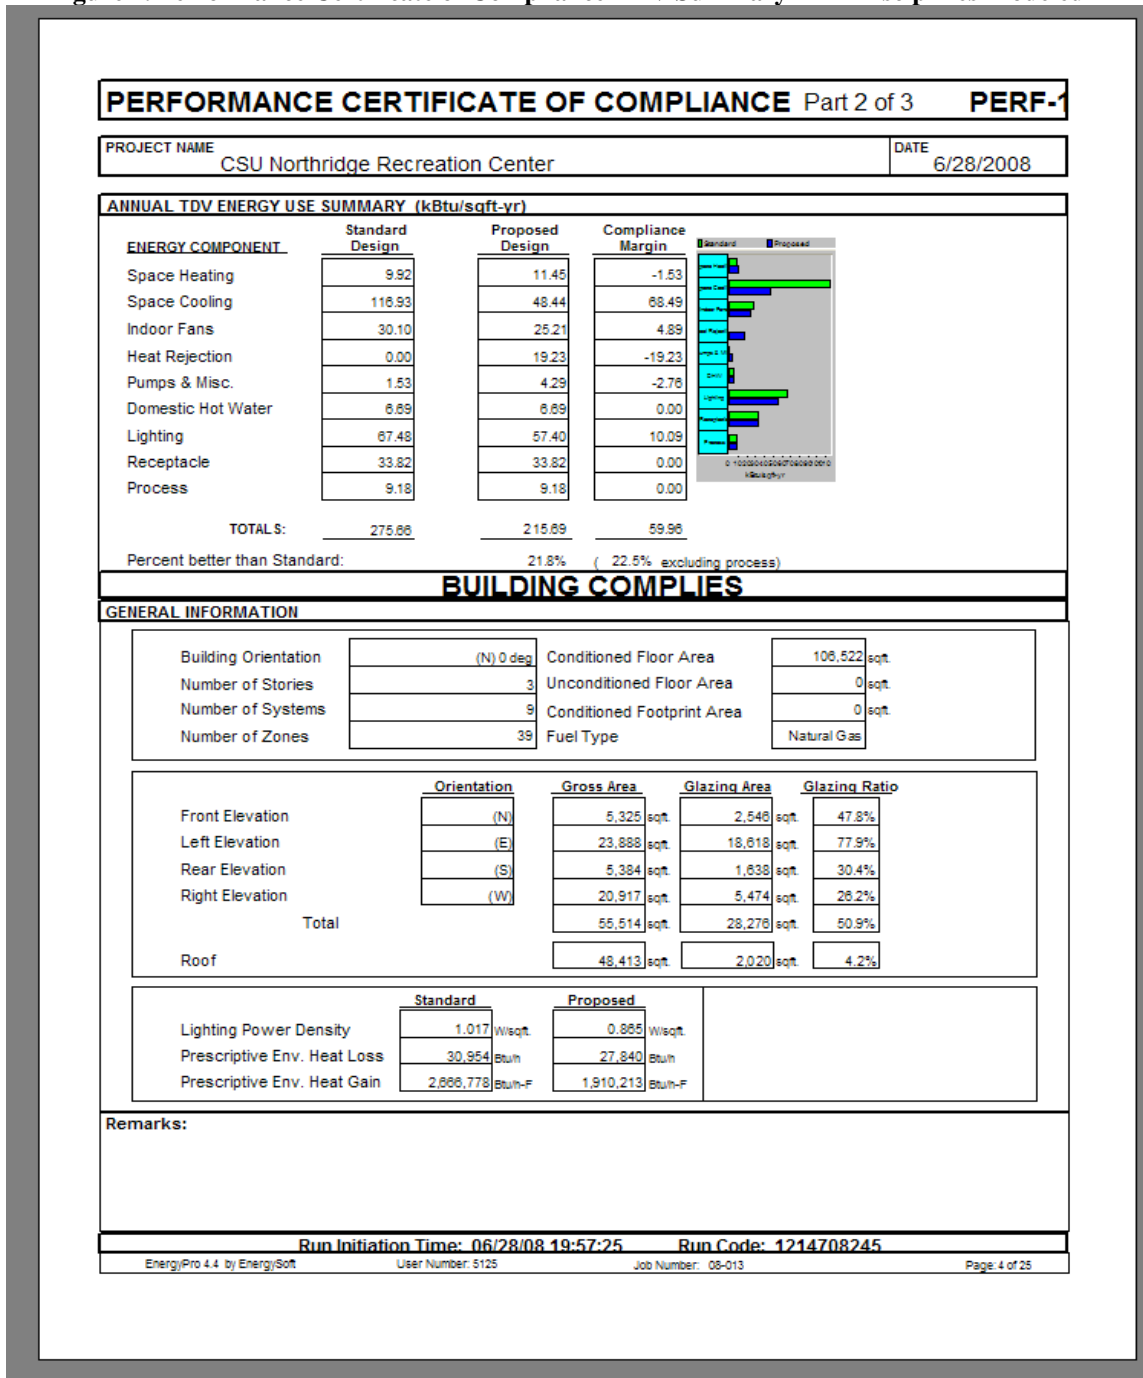 PERFORMANCE CERTIFICATE OF COMPLIANCE Part 2 of 3 PERF-1
PROJECT NAME DATE
CSU Northridge Recreation Center 6/28/2008
ANNUAL TDV ENERGY USE SUMMARY (kBtu/sqft-yr)
ENERGY COMPONENT Standard Design Proposed Design Compliance Margin
Standard Proposed
Space Heating 9.92 11.45 -1.53
Space Cooling 116.93 48.44 68.49
Indoor Fans 30.10 25.21 4.89
Heat Rejection 0.00 19.23 -19.23
Pumps & Misc. 1.53 4.29 -2.76
Domestic Hot Water 6.69 6.69 0.00
Lighting 67.48 57.40 10.09
Receptacle 33.82 33.82 0.00
Process 9.18 9.18 0.00
kBtu/sqft-yr
TOTALS: 275.66 215.69 59.96
Percent better than Standard: 21.8% ( 22.5% excluding process)
BUILDING COMPLIES
GENERAL INFORMATION
Building Orientation (N) 0 deg Conditioned Floor Area 106,522 sqft.
Number of Stories 3 Unconditioned Floor Area 0 sqft.
Number of Systems 9 Conditioned Footprint Area 0 sqft.
Number of Zones 39 Fuel Type Natural Gas
Orientation Gross Area Glazing Area Glazing Ratio
Front Elevation (N) 5,325 sqft. 2,546 sqft. 47.8%
Left Elevation (E) 23,888 sqft. 18,618 sqft. 77.9%
Rear Elevation (S) 5,384 sqft. 1,638 sqft. 30.4%
Right Elevation (W) 20,917 sqft. 5,474 sqft. 26.2%
Total 55,514 sqft. 28,276 sqft. 50.9%
Roof 48,413 sqft. 2,020 sqft. 4.2%
Standard Proposed
Lighting Power Density 1.017 W/sqft. 0.865 W/sqft.
Prescriptive Env. Heat Loss 30,954 Btu/h 27,840 Btu/h
Prescriptive Env. Heat Gain 2,666,778 Btu/h-F 1,910,213 Btu/h-F
Remarks:
Run Initiation Time: 06/28/08 19:57:25 Run Code: 1214708245
EnergyPro 4.4 by EnergySoft User Number: 5125 Job Number: 08-013 Page: 4 of 25